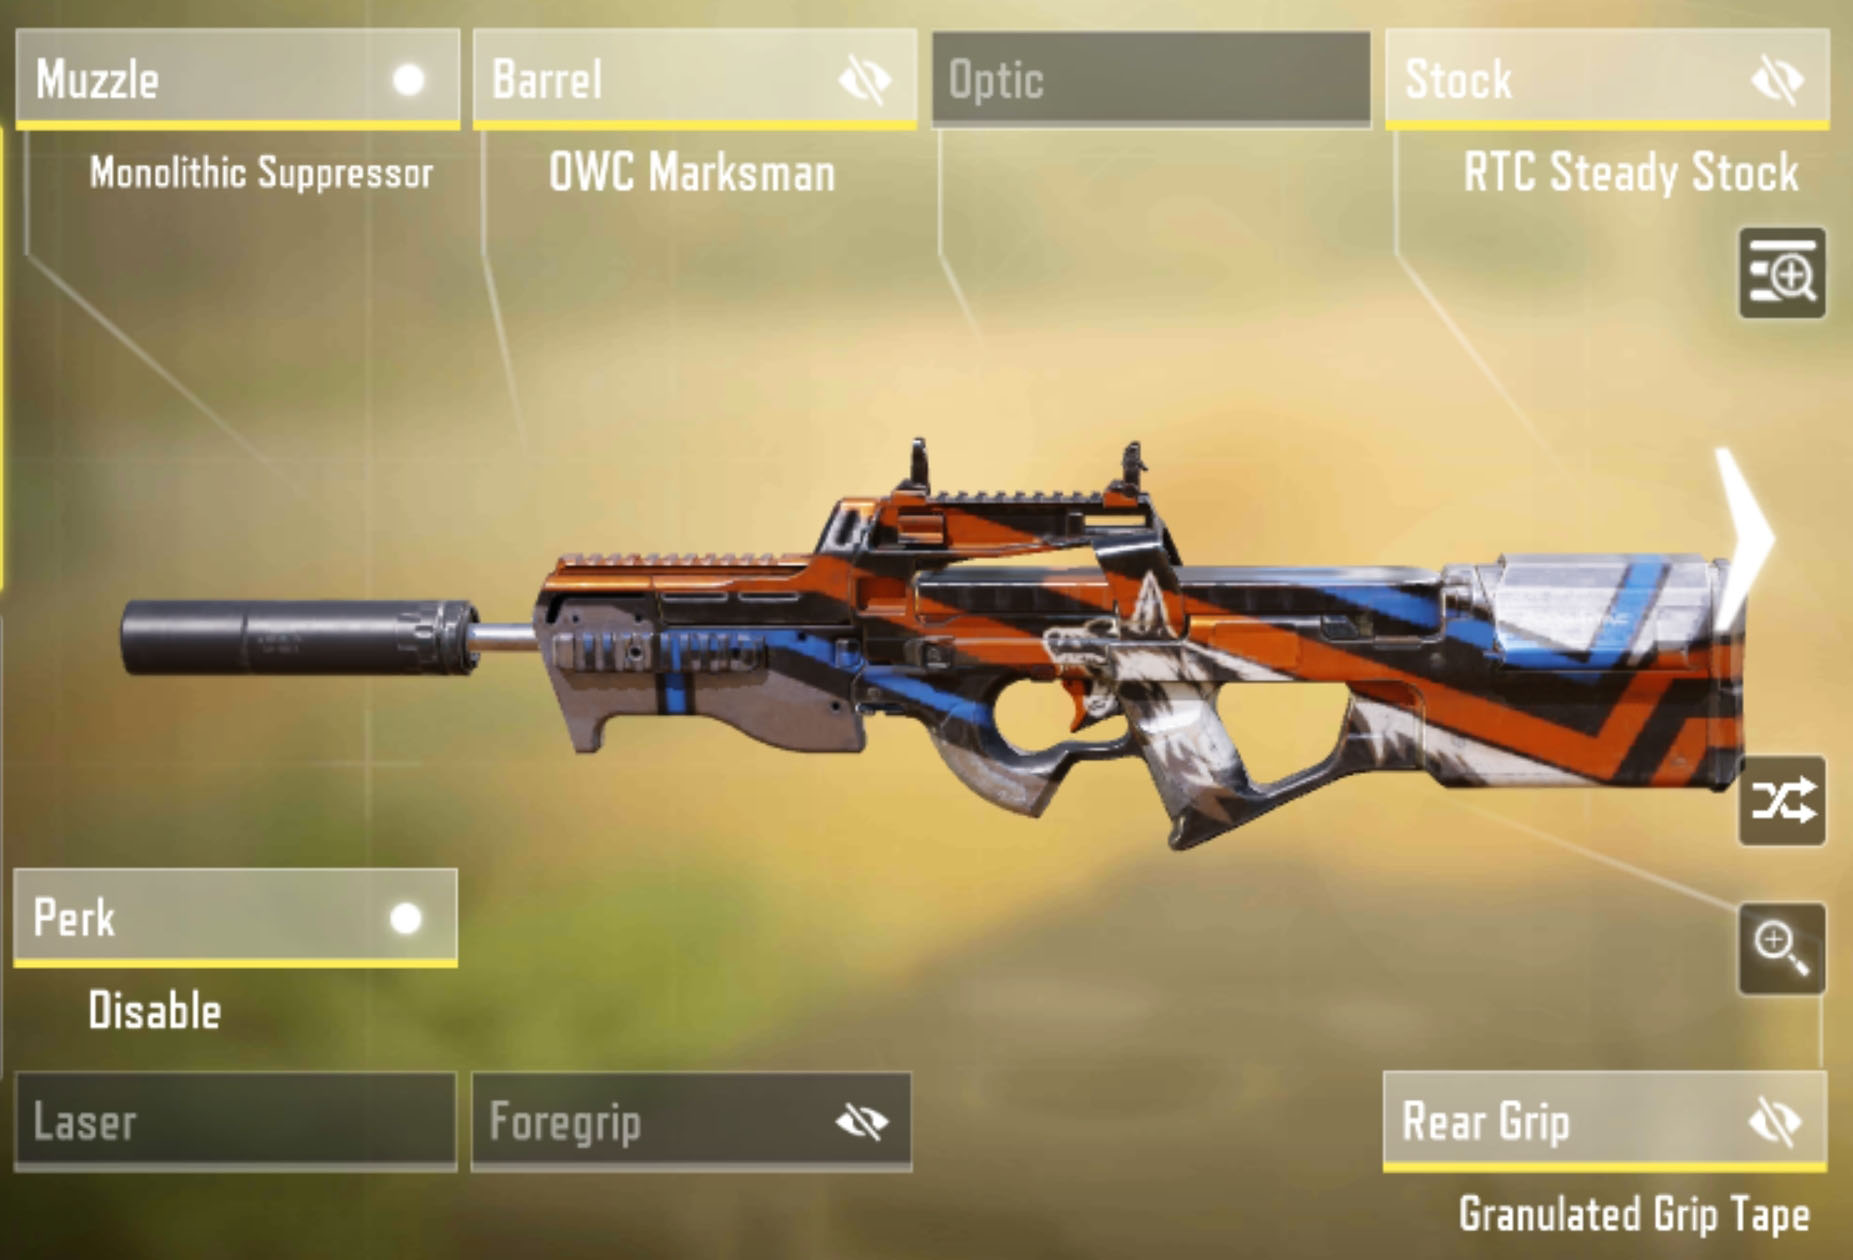 Muzzle
Barrel
Optic
Stock
Monolithic Suppressor
OWC Marksman
RTC Steady Stock
Perk
Disable
Laser
Foregrip
Rear Grip
Granulated Grip Tape